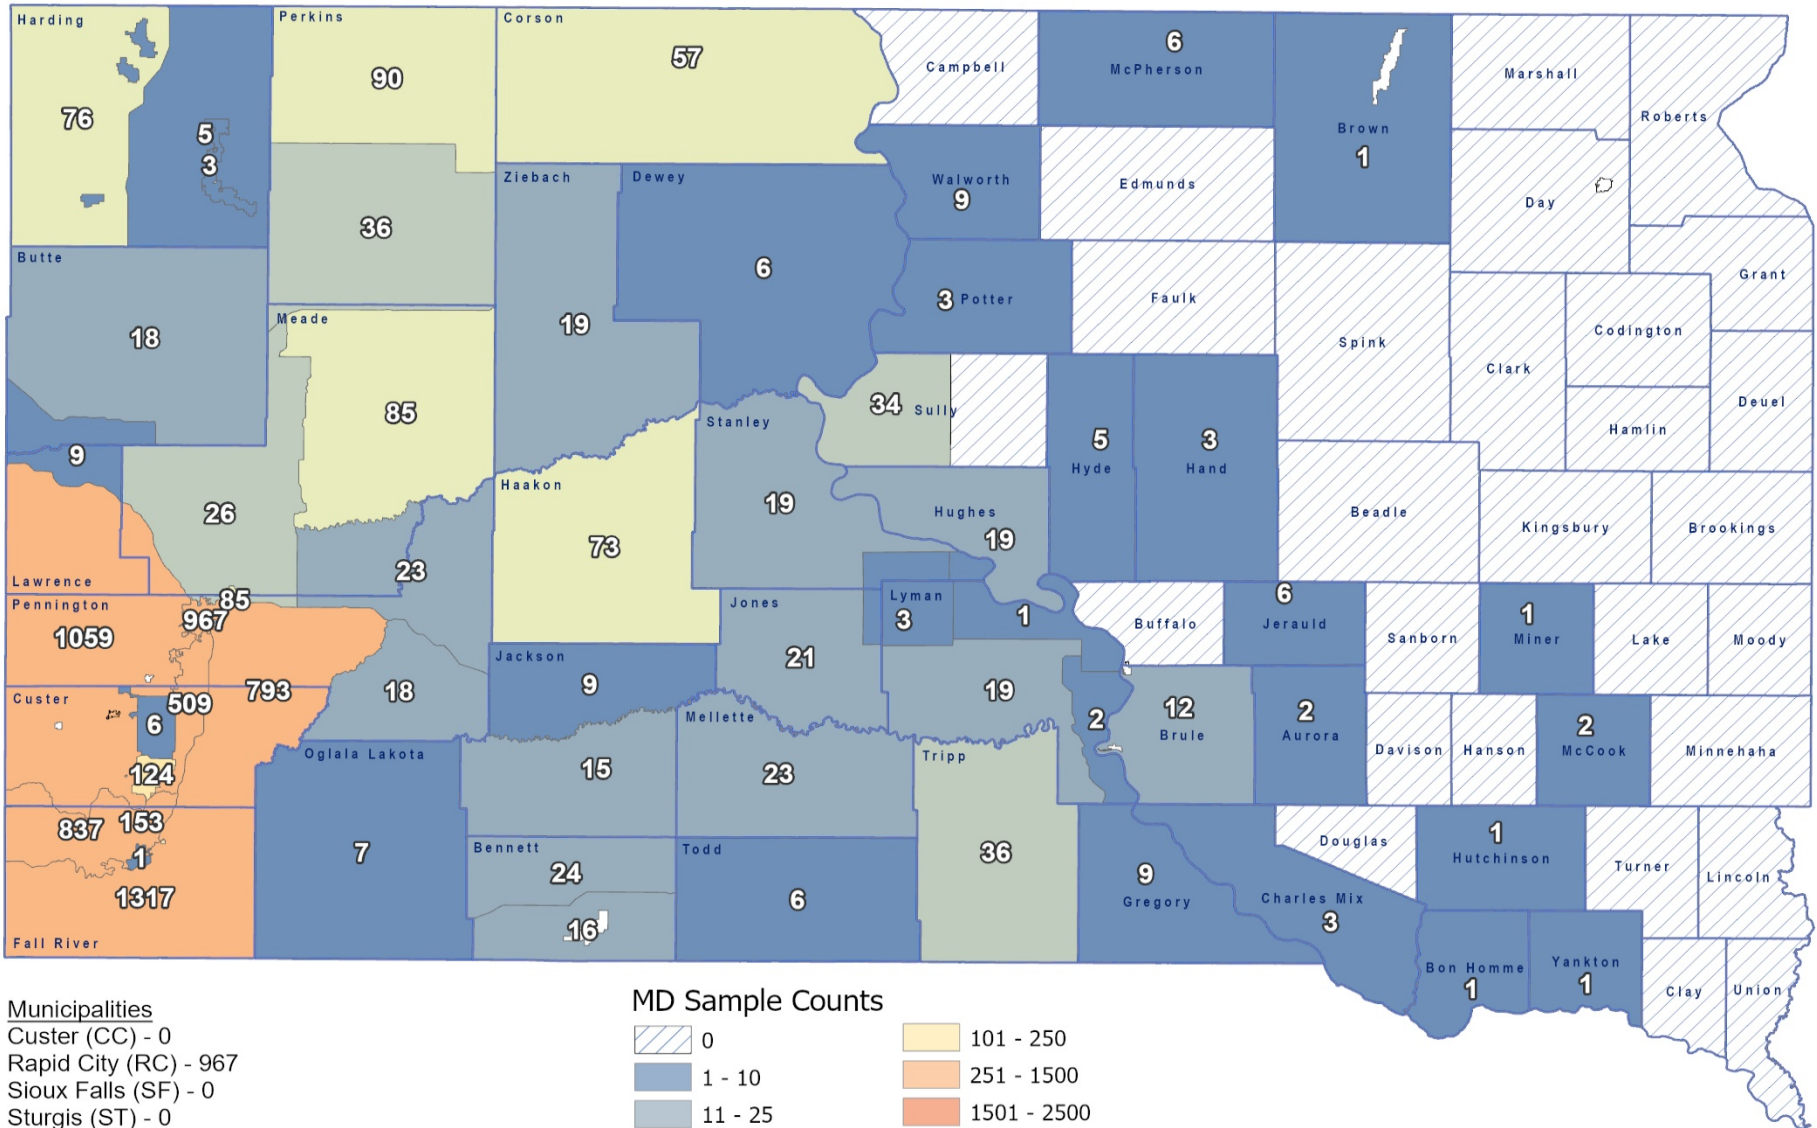 Harding
Perkins
Corson
57
90
76
Campbell
6
McPherson
Marshall
Roberts
Brown
1
5
3
Ziebach
Dewey
Walworth
9
Edmunds
Day
36
6
Butte
3 Potter
Faulk
Grant
18
Meade
19
Spink
Codington
Clark
85
Stanley
34 Sully
Deuel
5
Hyde
3
Hand
Hamlin
9
26
Haakon
19
Hughes
19
Beadle
Kingsbury
Brookings
73
23
Lawrence
85
Pennington
967
1059
Jones
Lyman
3
1
Buffalo
6
Jerauld
Sanborn
1
Miner
Lake
Moody
Jackson
9
21
Custer
509
793
18
6
19
2
12
Brule
2
Aurora
Davison
Hanson
2
McCook
Minnehaha
Mellette
Oglala Lakota
Tripp
124
15
23
837
153
1
7
Bennett
24
Todd
6
36
9
Gregory
Douglas
1
Hutchinson
Turner
Lincoln
Charles Mix
3
1317
16
Fall River
Bon Homme
1
Yankton
1
Clay
Union
Municipalities
Custer (CC) - 0
Rapid City (RC) - 967
Sioux Falls (SF) - 0
Sturgis (ST) - 0
MD Sample Counts
0
1 - 10
11 - 25
101 - 250
251 - 1500
1501 - 2500